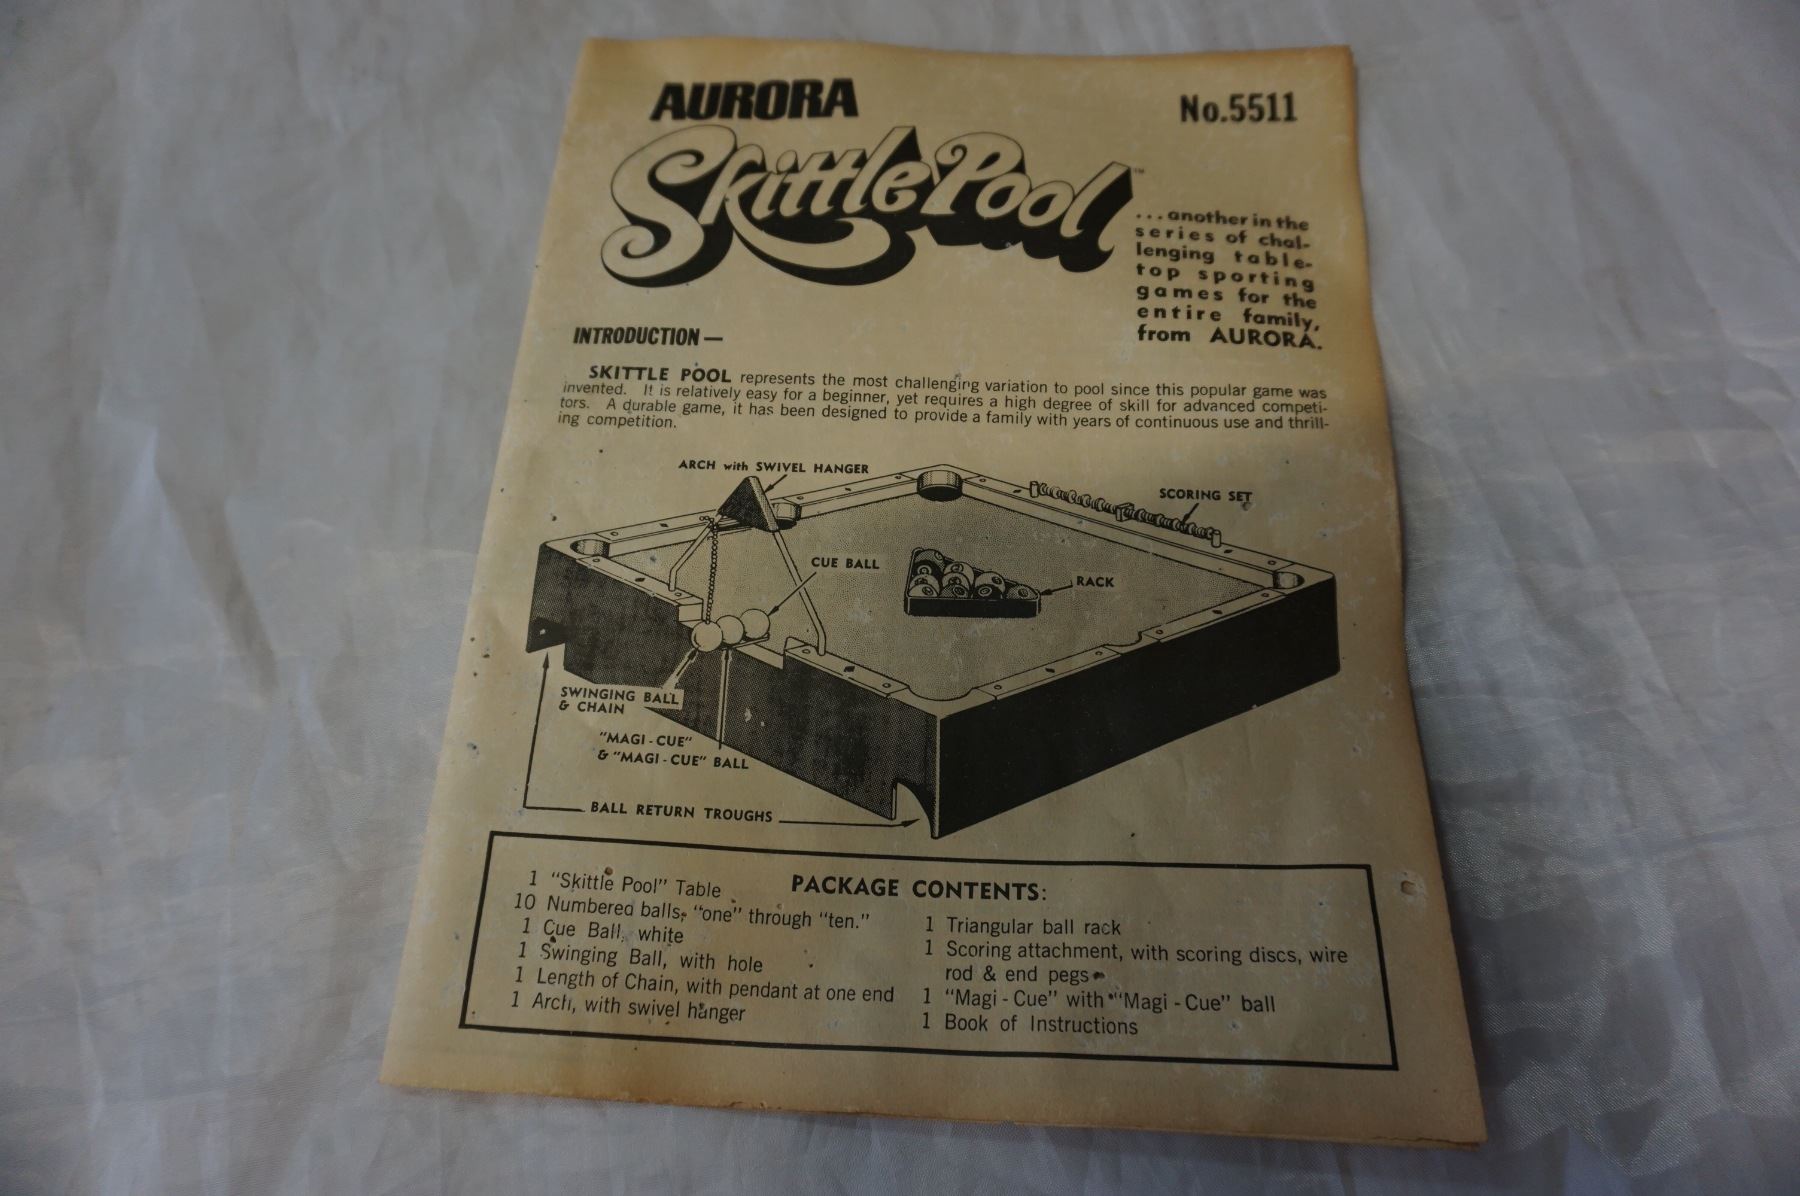 AURORA
No.5511
Skittle Pool™
...another in the
series of chal-
lenging table-
top sporting
games for the
entire family,
from AURORA.
INTRODUCTION —
SKITTLE POOL represents the most challenging variation to pool since this popular game was
invented. It is relatively easy for a beginner, yet requires a high degree of skill for advanced competi-
tors. A durable game, it has been designed to provide a family with years of continuous use and thrill-
ing competition.
ARCH with SWIVEL HANGER
SCORING SET
CUE BALL
RACK
SWINGING BALL
& CHAIN
"MAGI - CUE"
& "MAGI - CUE" BALL
BALL RETURN TROUGHS
PACKAGE CONTENTS:
1 "Skittle Pool" Table
10 Numbered balls, "one" through "ten."
1 Cue Ball, white
1 Swinging Ball, with hole
1 Length of Chain, with pendant at one end
1 Arch, with swivel hanger
1 Triangular ball rack
1 Scoring attachment, with scoring discs, wire
rod & end pegs
1 "Magi - Cue" with "Magi - Cue" ball
1 Book of Instructions